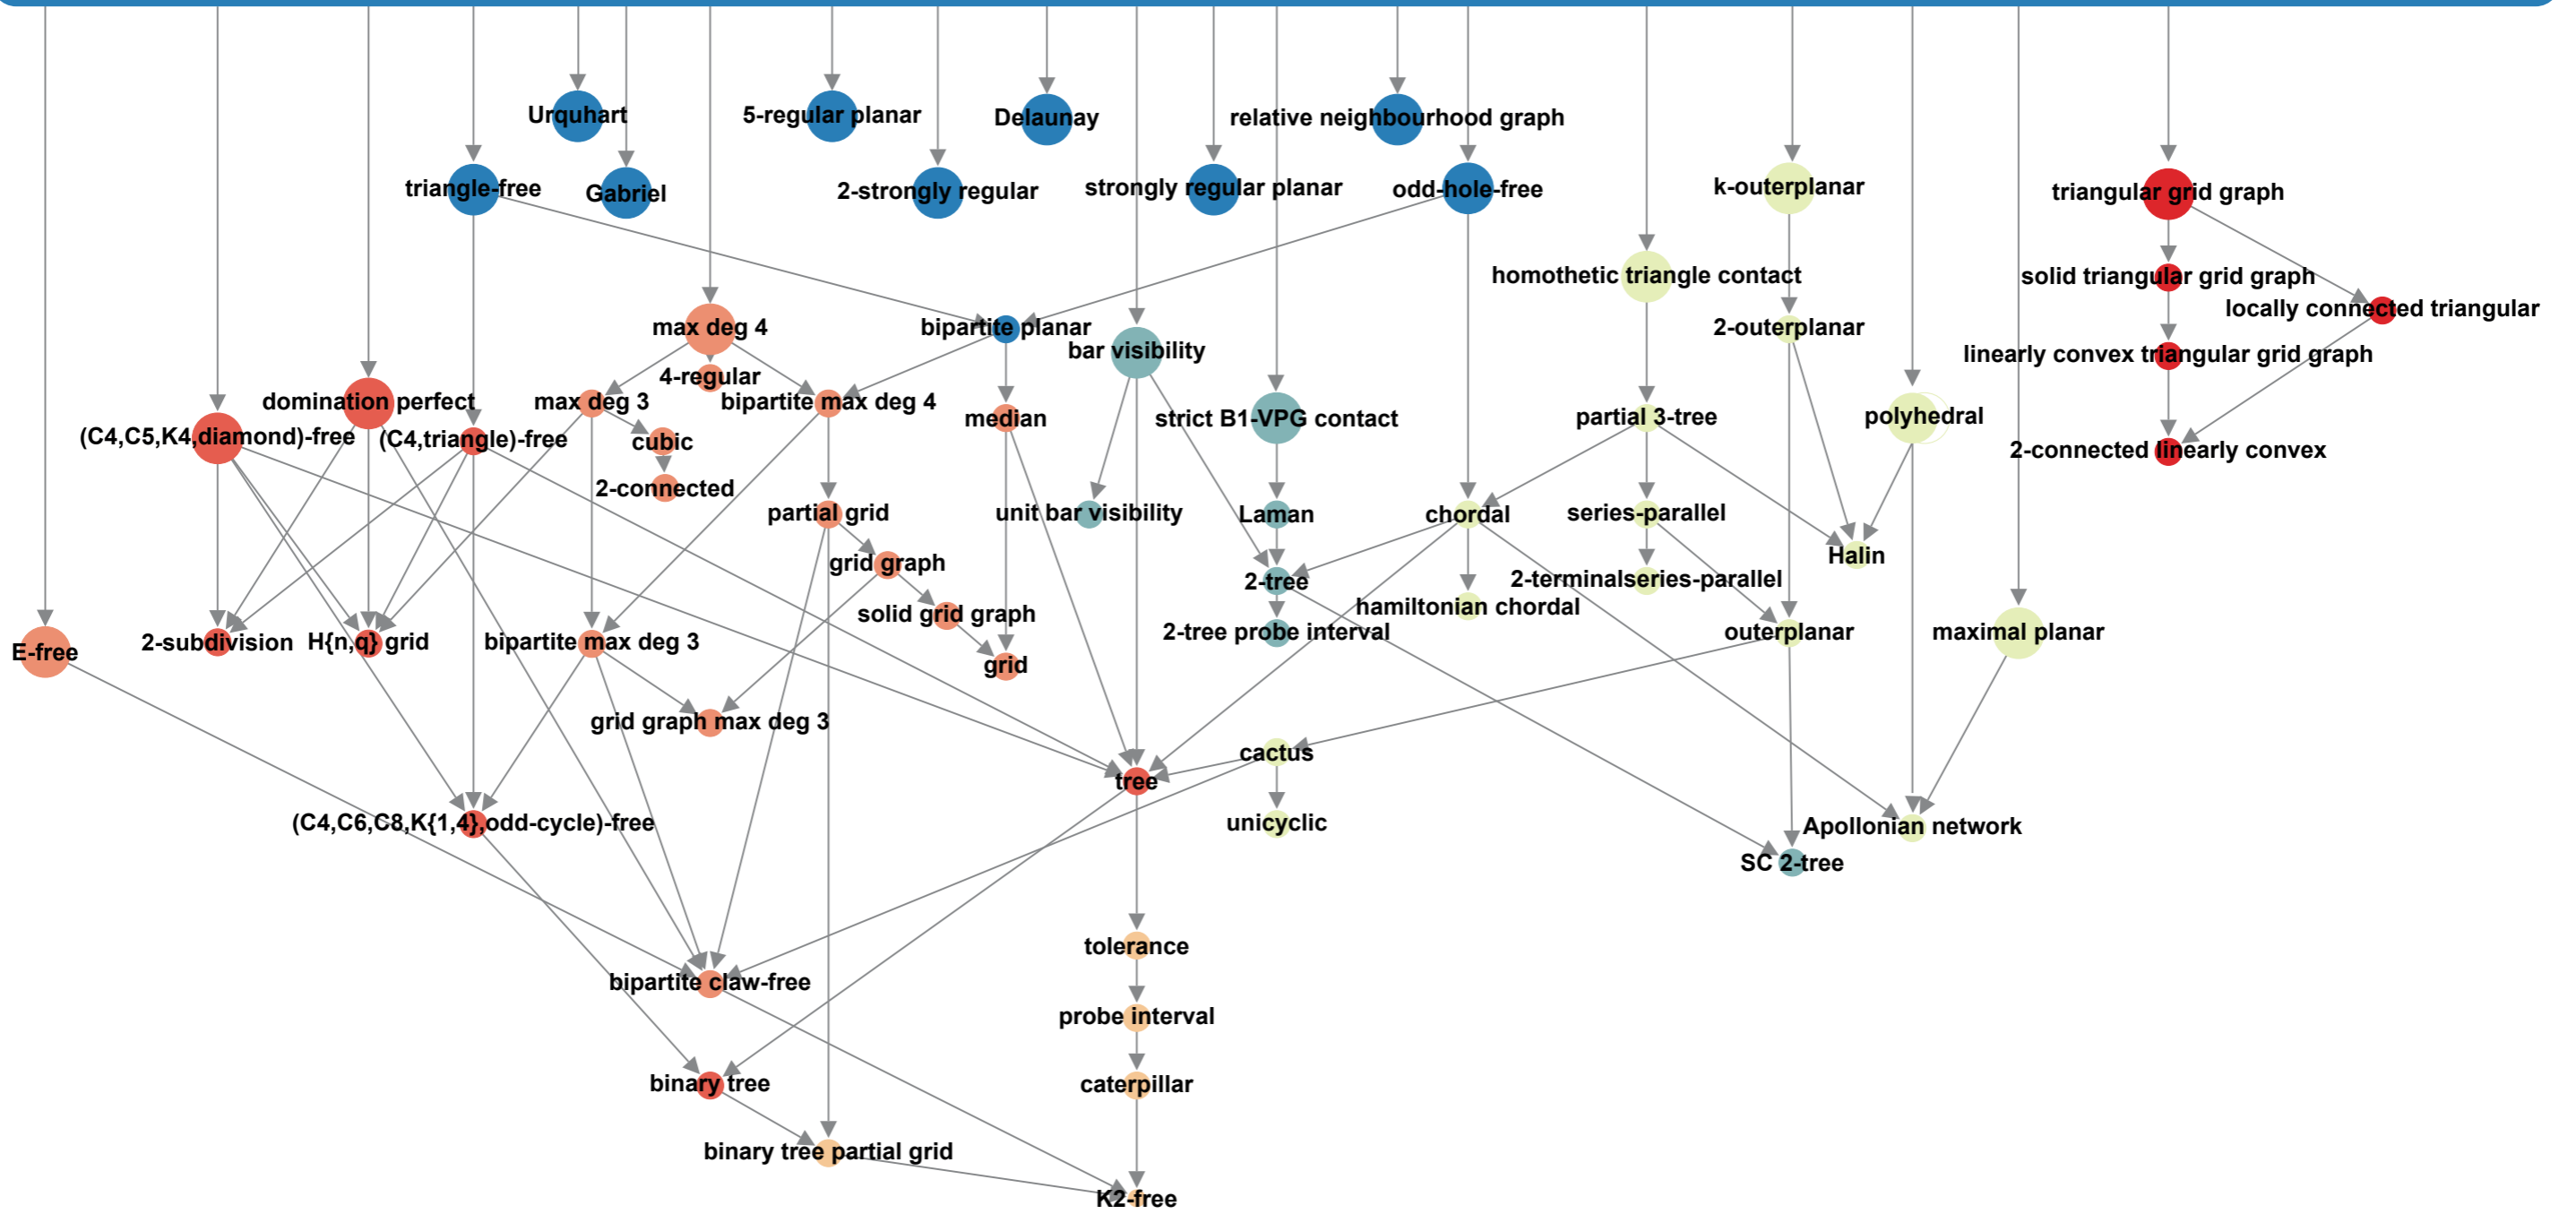 Urquhart
5-regular planar
Delaunay
relative neighbourhood graph
triangle-free
Gabriel
2-strongly regular
strongly regular planar
odd-hole-free
k-outerplanar
triangular grid graph
homothetic triangle contact
solid triangular grid graph
locally connected triangular
max deg 4
bipartite planar
2-outerplanar
bar visibility
linearly convex triangular grid graph
4-regular
domination perfect
max deg 3
bipartite max deg 4
median
strict B1-VPG contact
partial 3-tree
polyhedral
(C4,C5,K4,diamond)-free
(C4,triangle)-free
cubic
2-connected linearly convex
2-connected
partial grid
unit bar visibility
Laman
chordal
series-parallel
grid graph
Halin
2-tree
2-terminalseries-parallel
solid grid graph
hamiltonian chordal
E-free
2-subdivision
H{n,q} grid
bipartite max deg 3
2-tree probe interval
outerplanar
maximal planar
grid
grid graph max deg 3
cactus
tree
(C4,C6,C8,K{1,4},odd-cycle)-free
unicyclic
Apollonian network
SC 2-tree
tolerance
bipartite claw-free
probe interval
binary tree
caterpillar
binary tree partial grid
K2-free